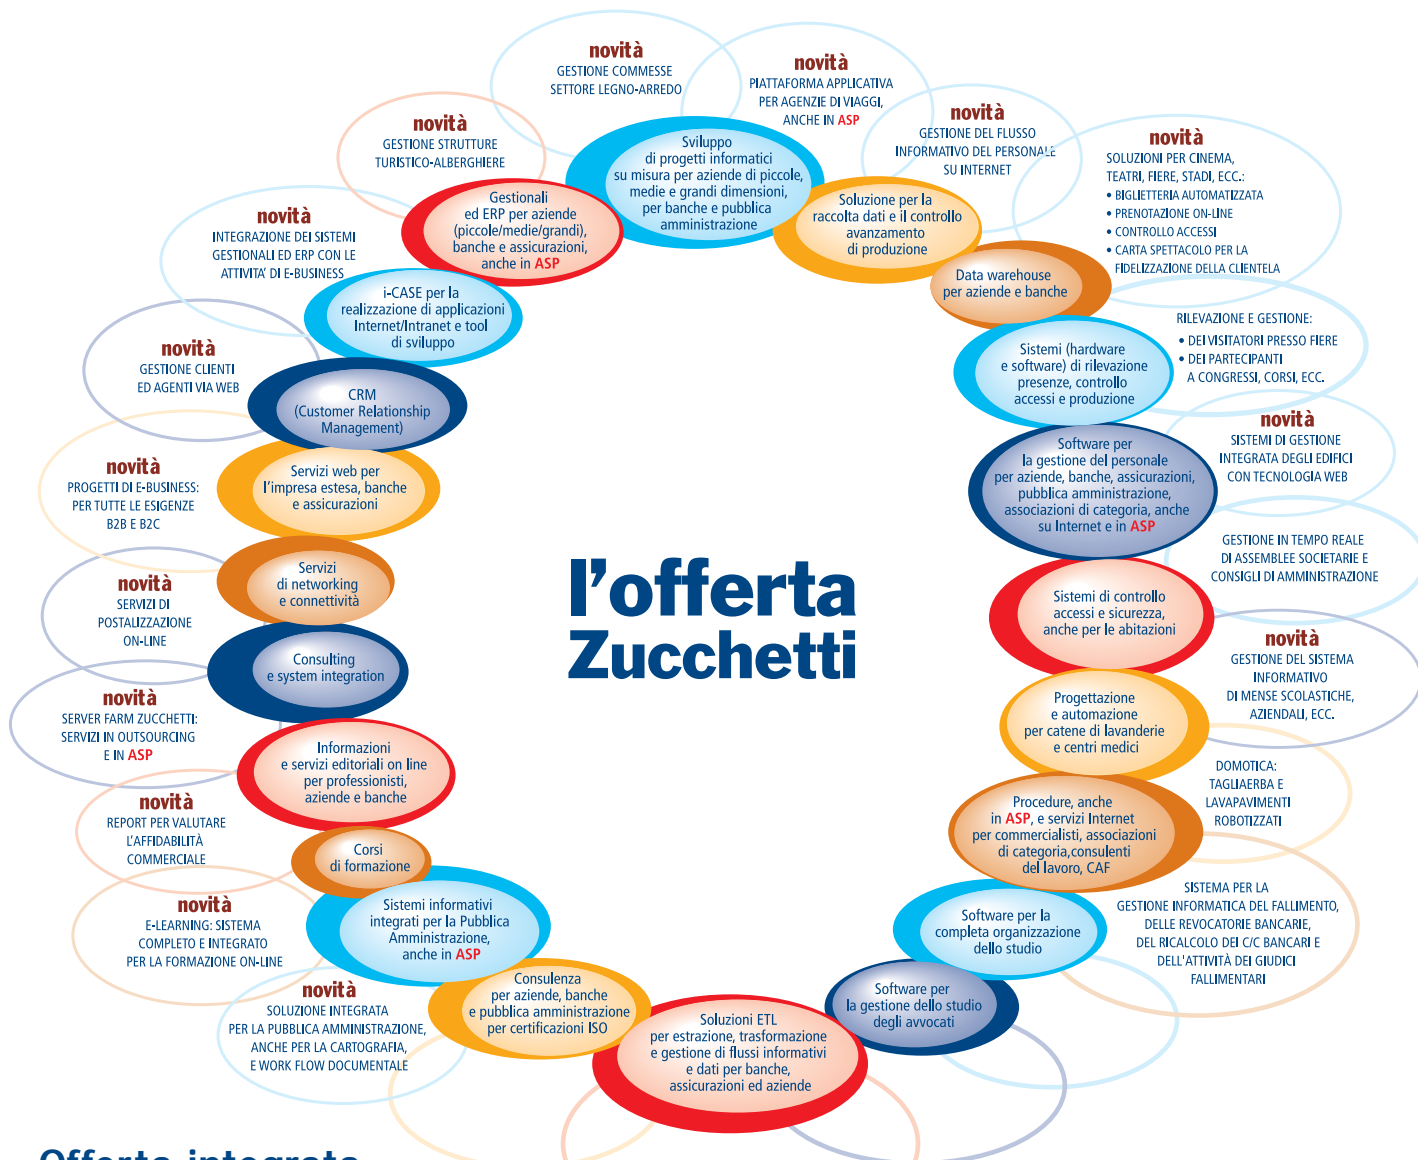 novità
GESTIONE COMMESSE
SETTORE LEGNO-ARREDO
novità
PIATTAFORMA APPLICATIVA
PER AGENZIE DI VIAGGI,
ANCHE IN ASP
novità
GESTIONE DEL FLUSSO
INFORMATIVO DEL PERSONALE
SU INTERNET
novità
SOLUZIONI PER CINEMA,
TEATRI, FIERE, STADI, ECC.:
• BIGLIETTERIA AUTOMATIZZATA
• PRENOTAZIONE ON-LINE
• CONTROLLO ACCESSI
• CARTA SPETTACOLO PER LA
FIDELIZZAZIONE DELLA CLIENTELA
RILEVAZIONE E GESTIONE:
• DEI VISITATORI PRESSO FIERE
• DEI PARTECIPANTI
A CONGRESSI, CORSI, ECC.
novità
SISTEMI DI GESTIONE
INTEGRATA DEGLI EDIFICI
CON TECNOLOGIA WEB
GESTIONE IN TEMPO REALE
DI ASSEMBLEE SOCIETARIE E
CONSIGLI DI AMMINISTRAZIONE
novità
GESTIONE DEL SISTEMA
INFORMATIVO
DI MENSE SCOLASTICHE,
AZIENDALI, ECC.
DOMOTICA:
TAGLIAERBA E
LAVAPAVIMENTI
ROBOTIZZATI
SISTEMA PER LA
GESTIONE INFORMATICA DEL FALLIMENTO,
DELLE REVOCATORIE BANCARIE,
DEL RICALCOLO DEI C/C BANCARI E
DELL'ATTIVITÀ DEI GIUDICI
FALLIMENTARI
novità
GESTIONE STRUTTURE
TURISTICO-ALBERGHIERE
novità
INTEGRAZIONE DEI SISTEMI
GESTIONALI ED ERP CON LE
ATTIVITA' DI E-BUSINESS
novità
GESTIONE CLIENTI
ED AGENTI VIA WEB
novità
PROGETTI DI E-BUSINESS:
PER TUTTE LE ESIGENZE
B2B E B2C
novità
SERVIZI DI
POSTALIZZAZIONE
ON-LINE
novità
SERVER FARM ZUCCHETTI:
SERVIZI IN OUTSOURCING
E IN ASP
novità
REPORT PER VALUTARE
L'AFFIDABILITÀ
COMMERCIALE
novità
E-LEARNING: SISTEMA
COMPLETO E INTEGRATO
PER LA FORMAZIONE ON-LINE
novità
SOLUZIONE INTEGRATA
PER LA PUBBLICA AMMINISTRAZIONE,
ANCHE PER LA CARTOGRAFIA,
E WORK FLOW DOCUMENTALE
Sviluppo
di progetti informatici
su misura per aziende di piccole,
medie e grandi dimensioni,
per banche e pubblica
amministrazione
Soluzione per la
raccolta dati e il controllo
avanzamento
di produzione
Data warehouse
per aziende e banche
Sistemi (hardware
e software) di rilevazione
presenze, controllo
accessi e produzione
Software per
la gestione del personale
per aziende, banche, assicurazioni,
pubblica amministrazione,
associazioni di categoria, anche
su Internet e in ASP
Sistemi di controllo
accessi e sicurezza,
anche per le abitazioni
Progettazione
e automazione
per catene di lavanderie
e centri medici
Procedure, anche
in ASP, e servizi Internet
per commercialisti, associazioni
di categoria,consulenti
del lavoro, CAF
Software per la
completa organizzazione
dello studio
Software per
la gestione dello studio
degli avvocati
Soluzioni ETL
per estrazione, trasformazione
e gestione di flussi informativi
e dati per banche,
assicurazioni ed aziende
Consulenza
per aziende, banche
e pubblica amministrazione
per certificazioni ISO
Sistemi informativi
integrati per la Pubblica
Amministrazione,
anche in ASP
Corsi
di formazione
Informazioni
e servizi editoriali on line
per professionisti,
aziende e banche
Consulting
e system integration
Servizi
di networking
e connettività
Servizi web per
l'impresa estesa, banche
e assicurazioni
CRM
(Customer Relationship
Management)
i-CASE per la
realizzazione di applicazioni
Internet/Intranet e tool
di sviluppo
Gestionali
ed ERP per aziende
(piccole/medie/grandi),
banche e assicurazioni,
anche in ASP
l'offerta
Zucchetti
Offerta integrata